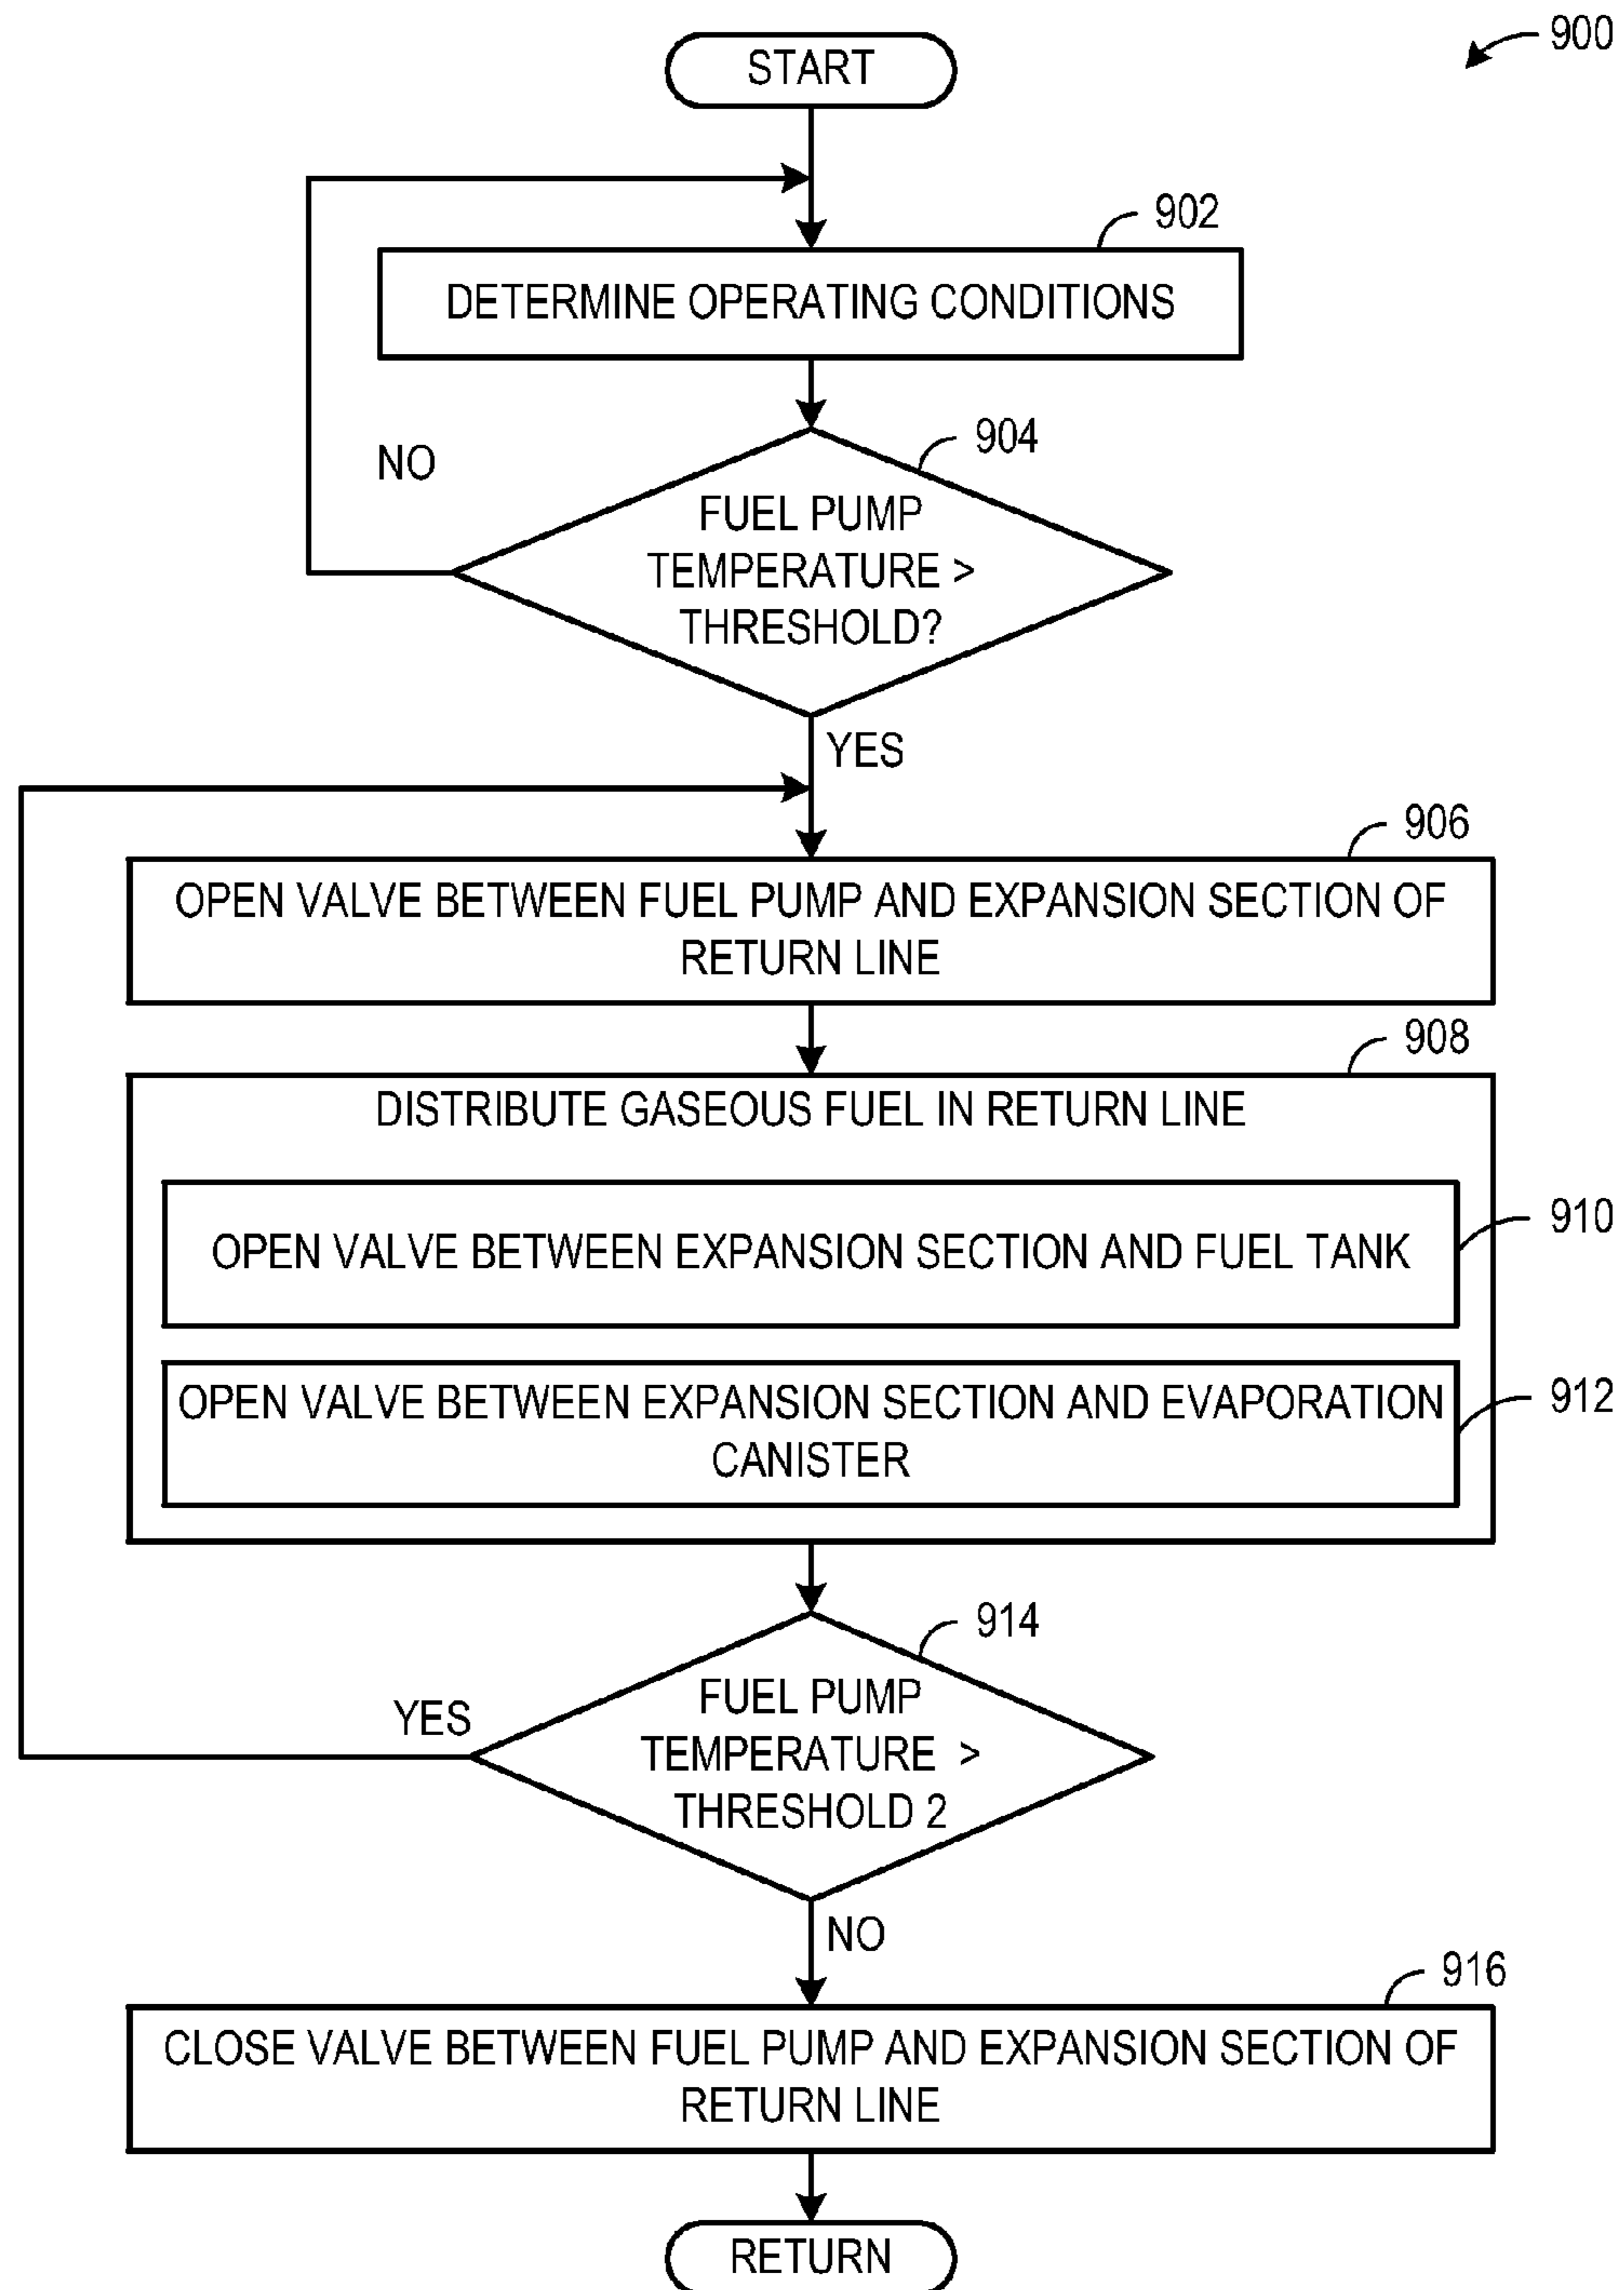 900
START
902
DETERMINE OPERATING CONDITIONS
904
NO
FUEL PUMP
TEMPERATURE >
THRESHOLD?
YES
906
OPEN VALVE BETWEEN FUEL PUMP AND EXPANSION SECTION OF
RETURN LINE
908
DISTRIBUTE GASEOUS FUEL IN RETURN LINE
910
OPEN VALVE BETWEEN EXPANSION SECTION AND FUEL TANK
912
OPEN VALVE BETWEEN EXPANSION SECTION AND EVAPORATION
CANISTER
914
YES
FUEL PUMP
TEMPERATURE >
THRESHOLD 2
NO
916
CLOSE VALVE BETWEEN FUEL PUMP AND EXPANSION SECTION OF
RETURN LINE
RETURN